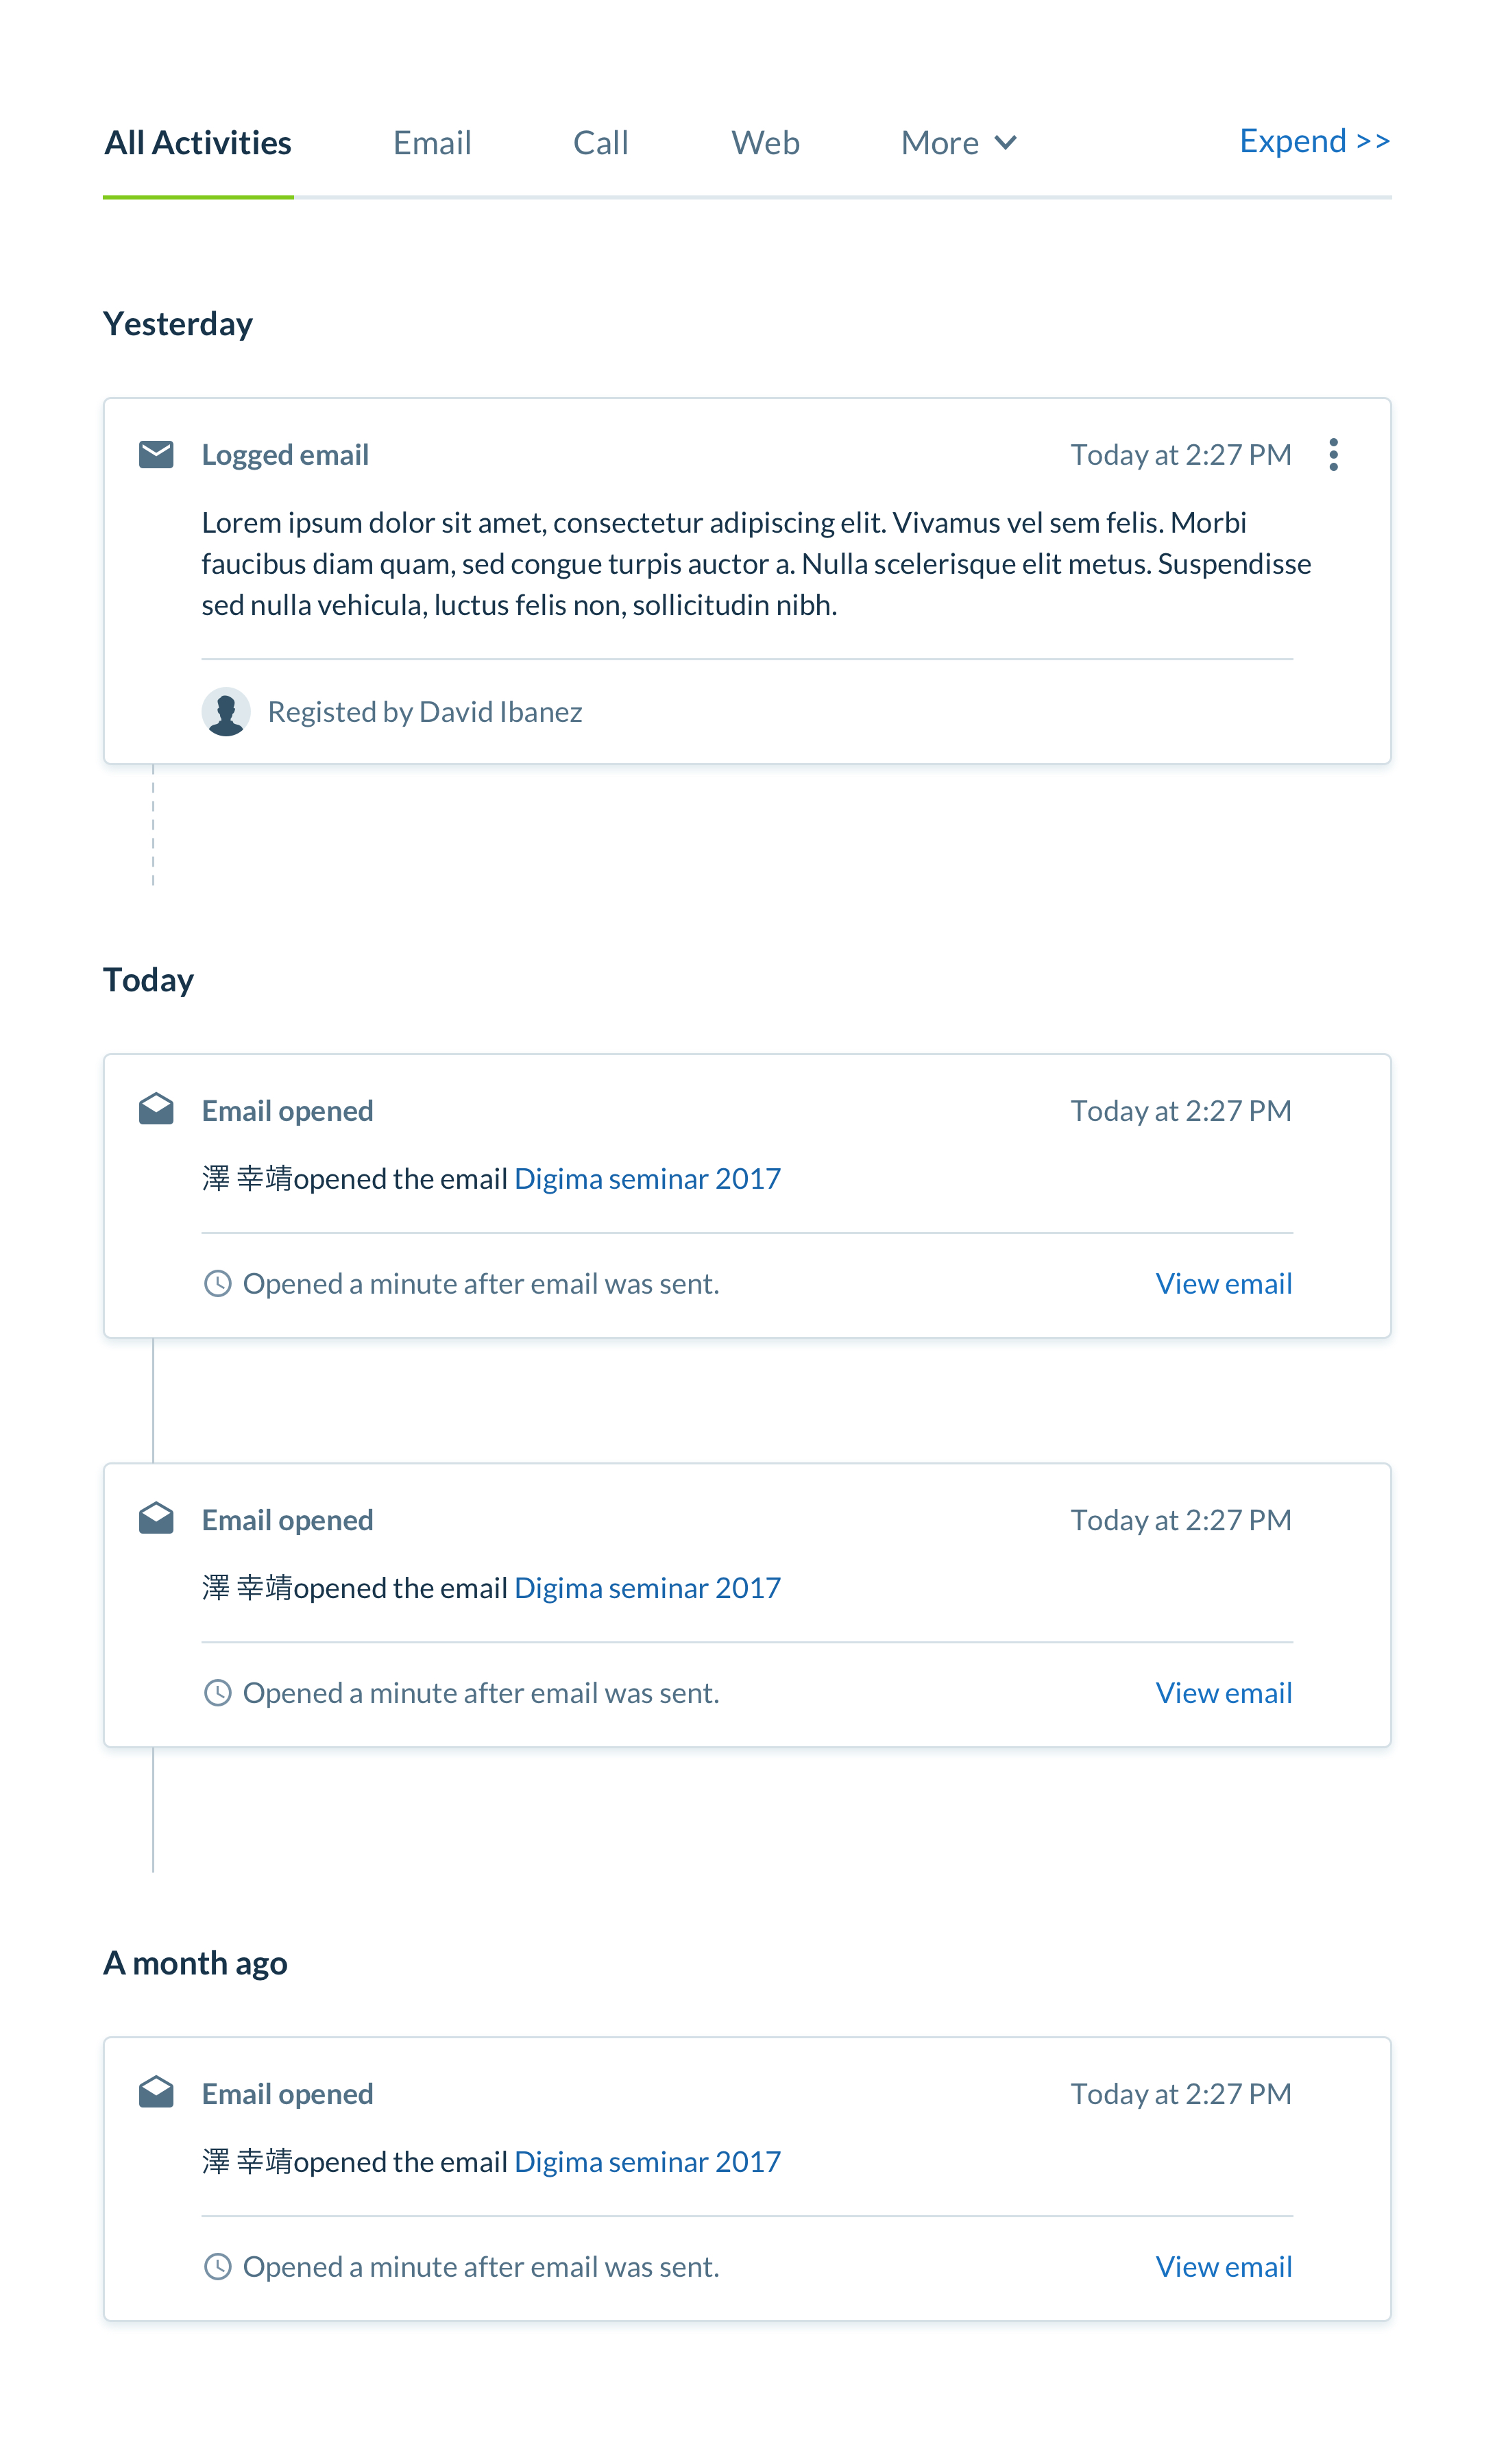 All Activities Email Call Web More Expend >>
Yesterday
Logged email Today at 2:27 PM
Lorem ipsum dolor sit amet, consectetur adipiscing elit. Vivamus vel sem felis. Morbi
faucibus diam quam, sed congue turpis auctor a. Nulla scelerisque elit metus. Suspendisse
sed nulla vehicula, luctus felis non, sollicitudin nibh.
Registed by David Ibanez
Today
Email opened Today at 2:27 PM
澤 幸靖opened the email Digima seminar 2017
Opened a minute after email was sent. View email
Email opened Today at 2:27 PM
澤 幸靖opened the email Digima seminar 2017
Opened a minute after email was sent. View email
A month ago
Email opened Today at 2:27 PM
澤 幸靖opened the email Digima seminar 2017
Opened a minute after email was sent. View email